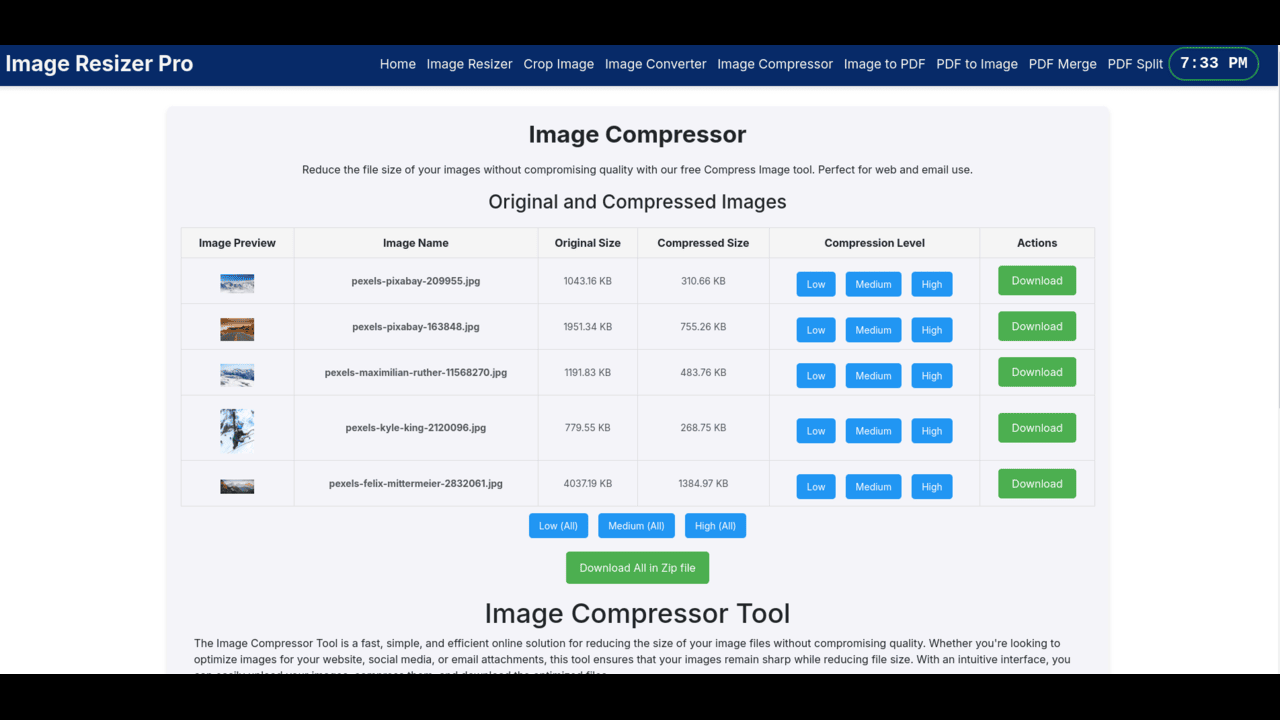 Image Resizer Pro Home Image Resizer Crop Image Image Converter Image Compressor Image to PDF PDF to Image PDF Merge PDF Split 7:33 PM
Image Compressor
Reduce the file size of your images without compromising quality with our free Compress Image tool. Perfect for web and email use.
Original and Compressed Images
Image Preview Image Name Original Size Compressed Size Compression Level Actions
pexels-pixabay-209955.jpg 1043.16 KB 310.66 KB Low Medium High Download
pexels-pixabay-163848.jpg 1951.34 KB 755.26 KB Low Medium High Download
pexels-maximilian-ruther-11568270.jpg 1191.83 KB 483.76 KB Low Medium High Download
pexels-kyle-king-2120096.jpg 779.55 KB 268.75 KB Low Medium High Download
pexels-felix-mittermeier-2832061.jpg 4037.19 KB 1384.97 KB Low Medium High Download
Low (All) Medium (All) High (All)
Download All in Zip file
Image Compressor Tool
The Image Compressor Tool is a fast, simple, and efficient online solution for reducing the size of your image files without compromising quality. Whether you're looking to
optimize images for your website, social media, or email attachments, this tool ensures that your images remain sharp while reducing file size. With an intuitive interface, you